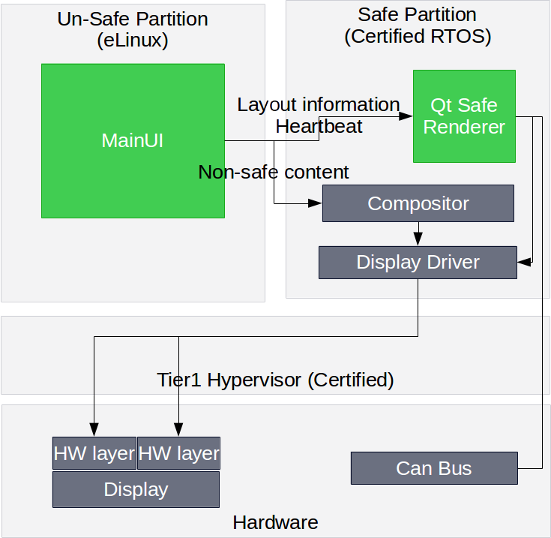 Un-Safe Partition
(eLinux)
Safe Partition
(Certified RTOS)
MainUI
Layout information
Heartbeat
Qt Safe
Renderer
Non-safe content
Compositor
Display Driver
Tier1 Hypervisor (Certified)
HW layer
HW layer
Display
Can Bus
Hardware